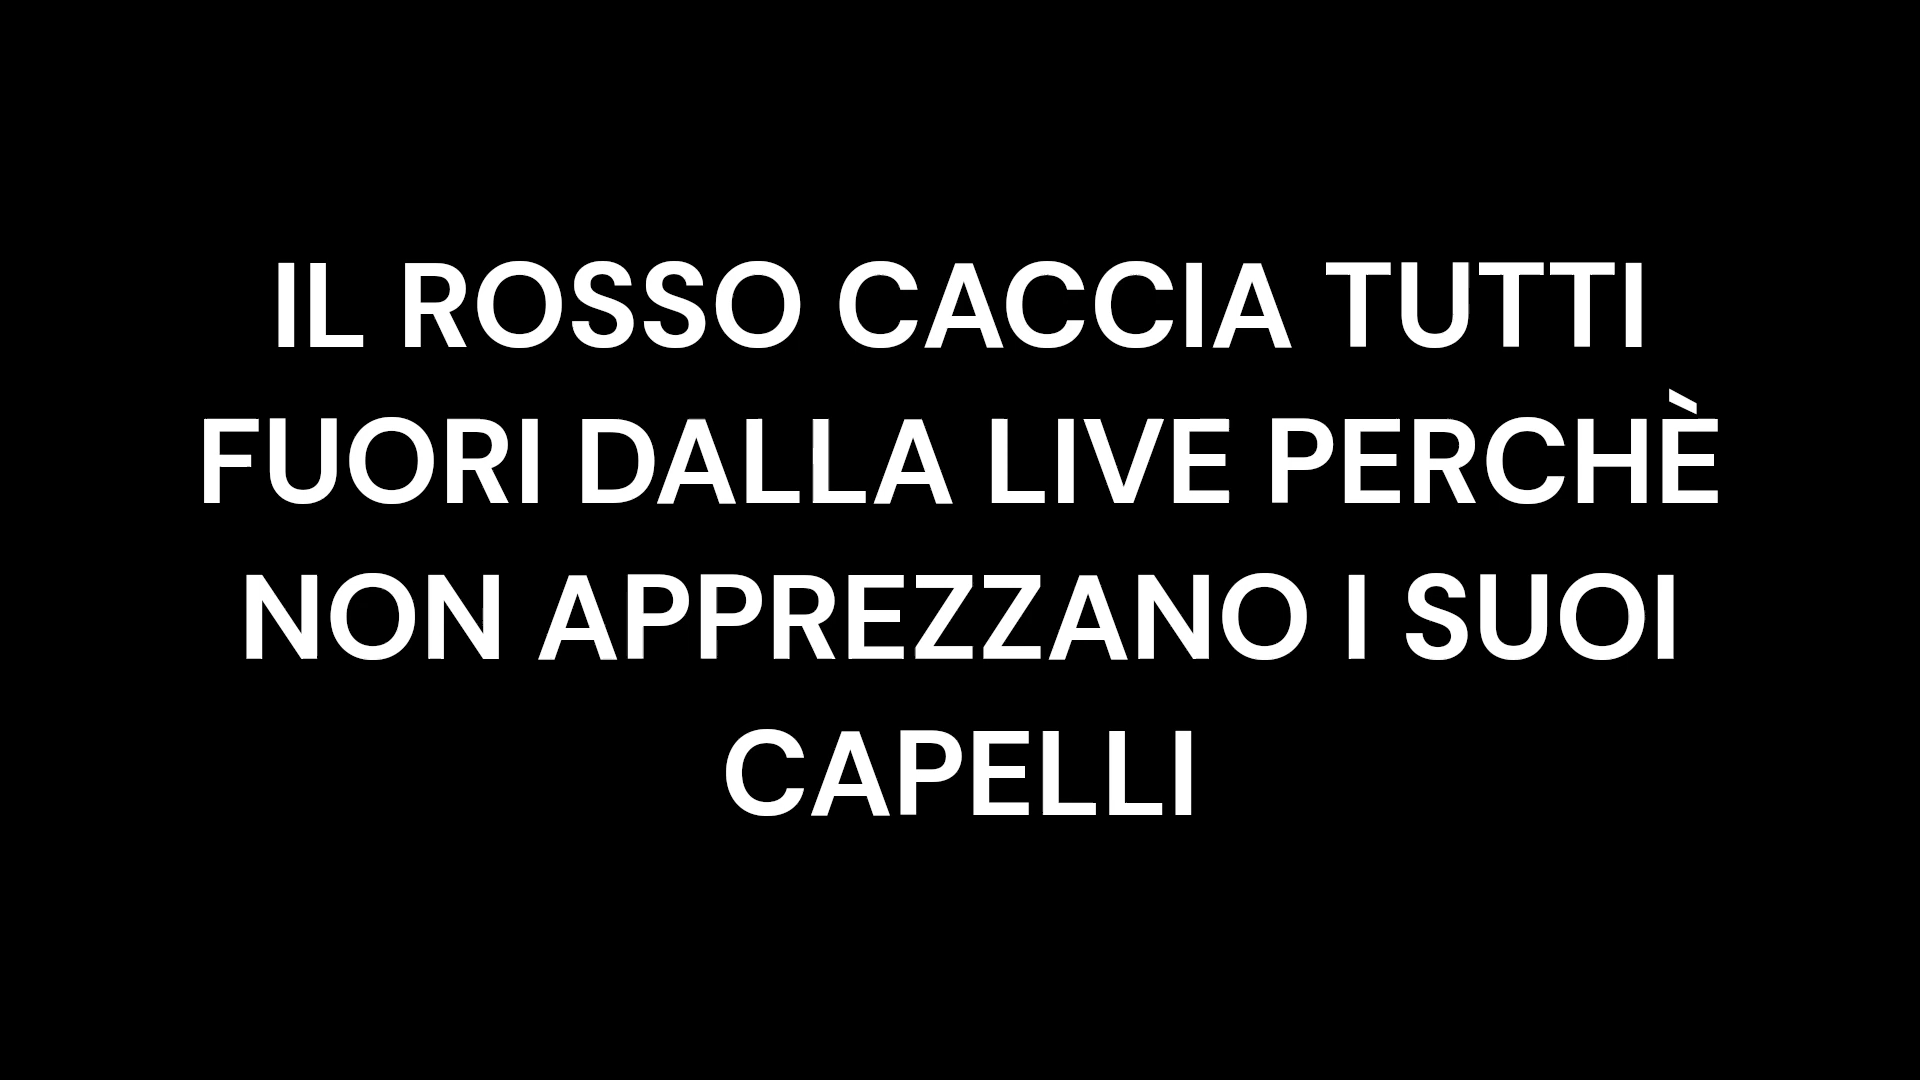 IL ROSSO CACCIA TUTTI
FUORI DALLA LIVE PERCHÈ
NON APPREZZANO I SUOI
CAPELLI